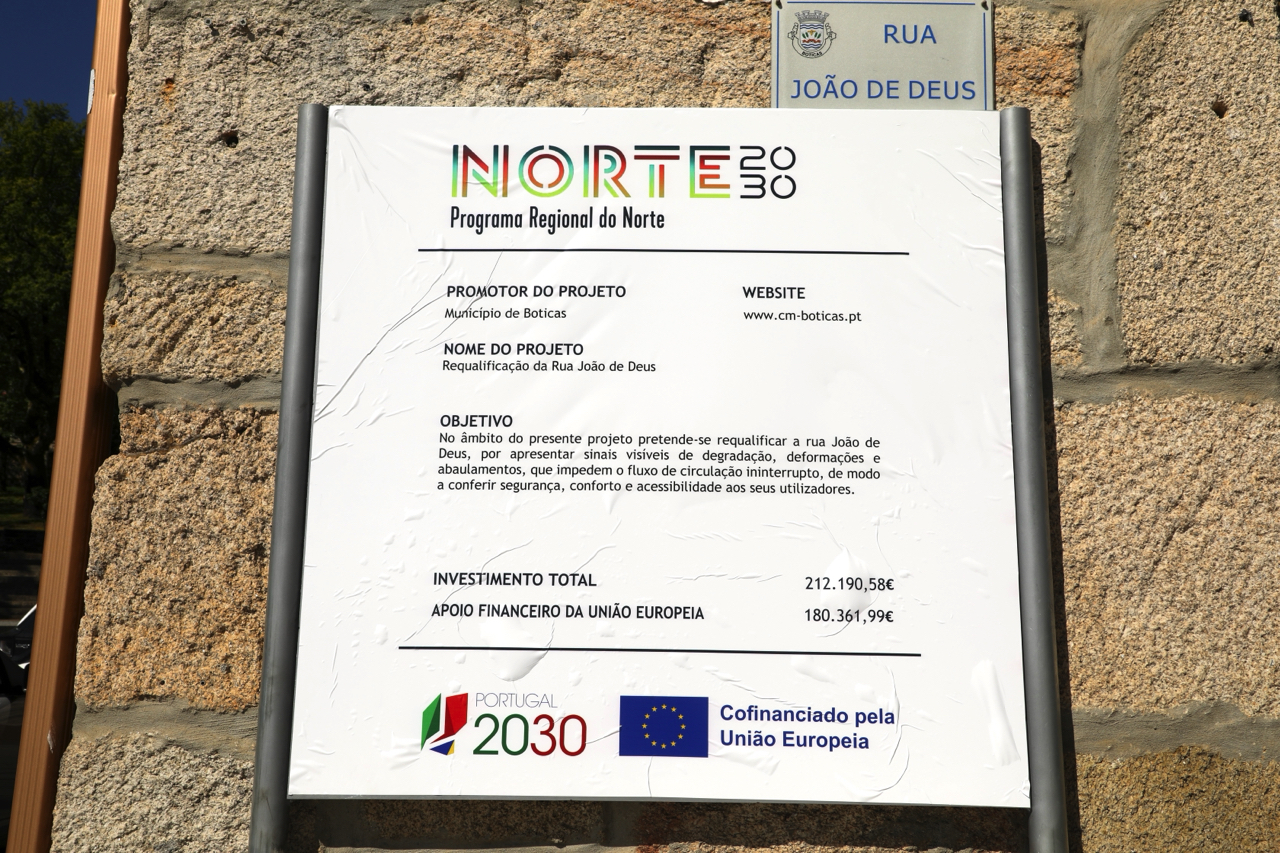 BOTICAS
RUA
JOÃO DE DEUS
NORTE 2030
Programa Regional do Norte
PROMOTOR DO PROJETO
Município de Boticas
WEBSITE
www.cm-boticas.pt
NOME DO PROJETO
Requalificação da Rua João de Deus
OBJETIVO
No âmbito do presente projeto pretende-se requalificar a rua João de
Deus, por apresentar sinais visíveis de degradação, deformações e
abaulamentos, que impedem o fluxo de circulação ininterrupto, de modo
a conferir segurança, conforto e acessibilidade aos seus utilizadores.
INVESTIMENTO TOTAL 212.190,58€
APOIO FINANCEIRO DA UNIÃO EUROPEIA 180.361,99€
PORTUGAL
2030
Cofinanciado pela
União Europeia